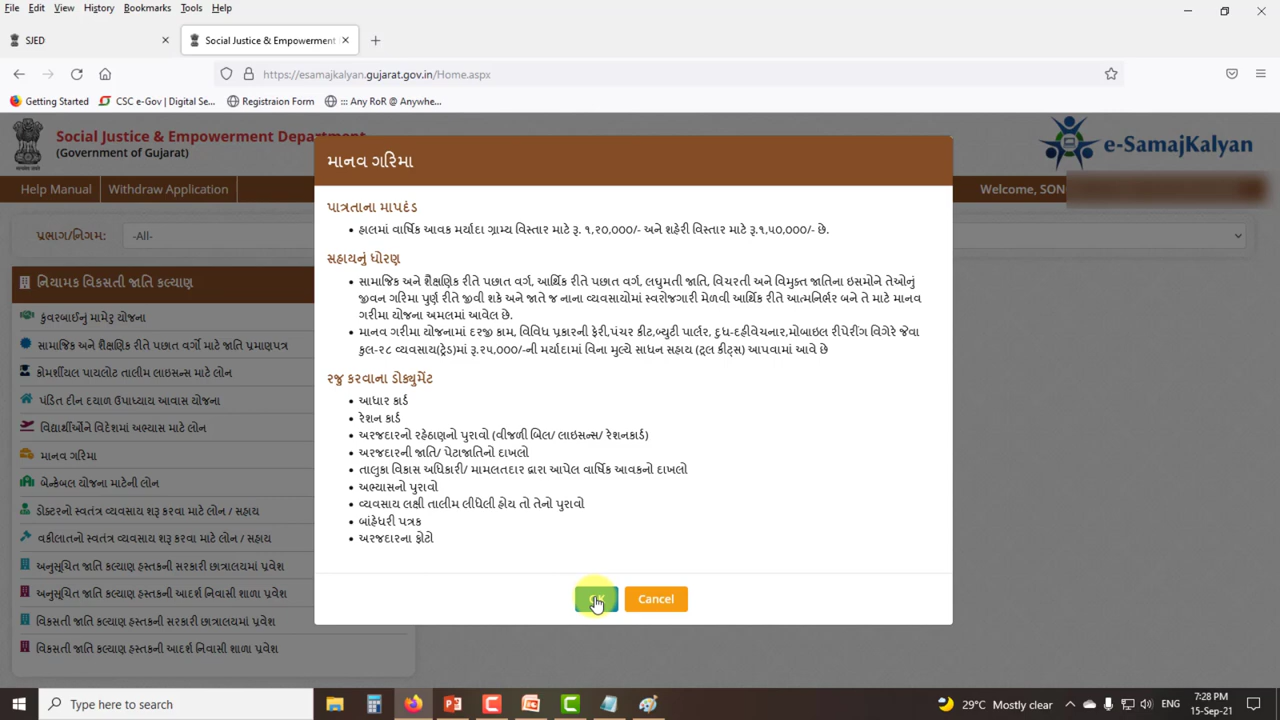 File Edit View History Bookmarks Tools Help
SJED
Social Justice & Empowerment
https://esamajkalyan.gujarat.gov.in/Home.aspx
Getting Started CSC e-Gov | Digital Se... Registraion Form ::: Any RoR @ Anywhe...
Social Justice & Empowerment Department
(Government of Gujarat)
e-SamajKalyan
Help Manual Withdraw Application Welcome, SON
પ્રભાગ/નિગમ: -All-
નિયામક વિકસતી જાતિ કલ્યાણ
કુંવરબાઈનું મામેરુ યોજના
સામાજિક અને શૈક્ષણિક રીતે પછાત વર્ગો માટે જાતિ પ્રમાણપત્ર
કોમર્શીયલ પાયલોટ તાલીમ લાઇસન્સ માટે લોન
પંડિત દીન દયાળ ઉપાધ્યાય આવાસ યોજના
વિદ્યાર્થીઓને વિદેશમાં અભ્યાસ માટે લોન
માનવ ગરિમા
બેન્કેબલ યોજના માટેની લોન
ડોક્ટરનો સ્વતંત્ર વ્યવસાય શરૂ કરવા માટે લોન / સહાય
વકીલાતનો સ્વતંત્ર વ્યવસાય શરૂ કરવા માટે લોન / સહાય
અનુસૂચિત જાતિ કલ્યાણ હસ્તકની સરકારી છાત્રાલયમાં પ્રવેશ
અનુસૂચિત જાતિ કલ્યાણ હસ્તકની આદર્શ નિવાસી શાળા પ્રવેશ
વિકસતી જાતિ કલ્યાણ હસ્તકની સરકારી છાત્રાલયમાં પ્રવેશ
વિકસતી જાતિ કલ્યાણ હસ્તકની આદર્શ નિવાસી શાળા પ્રવેશ
માનવ ગરિમા
પાત્રતાના માપદંડ
હાલમાં વાર્ષિક આવક મર્યાદા ગ્રામ્ય વિસ્તાર માટે રૂ. ૧,૨૦,000/- અને શહેરી વિસ્તાર માટે રૂ.૧,૫૦,000/- છે.
સહાયનું ધોરણ
સામાજિક અને શૈક્ષણિક રીતે પછાત વર્ગ, આર્થિક રીતે પછાત વર્ગ, લઘુમતી જાતિ, વિચરતી અને વિમુક્ત જાતિના ઇસમોને તેઓનું
જીવન ગરિમા પુર્ણ રીતે જીવી શકે અને જાતે જ નાના વ્યવસાયોમાં સ્વરોજગારી મેળવી આર્થિક રીતે આત્મનિર્ભર બને તે માટે માનવ
ગરીમા યોજના અમલમાં આવેલ છે.
માનવ ગરીમા યોજનામાં દરજી કામ, વિવિધ પ્રકારની ફેરી,પંચર કીટ,બ્યુટી પાર્લર, દુધ-દહીવેચનાર,મોબાઇલ રીપેરીંગ વિગેરે જેવા
કુલ-૨૮ વ્યવસાય(ટ્રેડ)માં રૂ.૨૫,000/-ની મર્યાદામાં વિના મુલ્યે સાધન સહાય (ટુલ કીટ્સ) આપવામાં આવે છે
રજુ કરવાના ડોક્યુમેંટ
આધાર કાર્ડ
રેશન કાર્ડ
અરજદારનો રહેઠાણનો પુરાવો (વીજળી બિલ/ લાઇસન્સ/ રેશનકાર્ડ)
અરજદારની જાતિ/ પેટાજાતિનો દાખલો
તાલુકા વિકાસ અધિકારી/ મામલતદાર દ્વારા આપેલ વાર્ષિક આવકનો દાખલો
અભ્યાસનો પુરાવો
વ્યવસાય લક્ષી તાલીમ લીધેલી હોય તો તેનો પુરાવો
બાંહેધરી પત્રક
અરજદારના ફોટો
Cancel
Type here to search
29°C Mostly clear ENG 7:28 PM
15-Sep-21